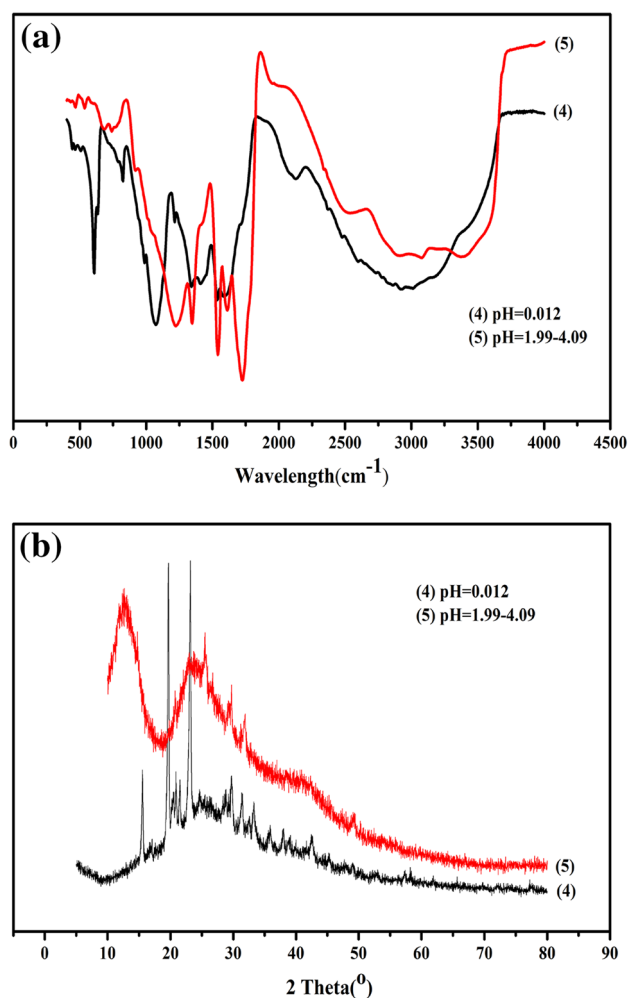 (a)
(5)
(4)
(4) pH=0.012
(5) pH=1.99-4.09
0 500 1000 1500 2000 2500 3000 3500 4000 4500
Wavelength(cm-1)
(b)
(4) pH=0.012
(5) pH=1.99-4.09
(5)
(4)
0 10 20 30 40 50 60 70 80 90
2 Theta(o)